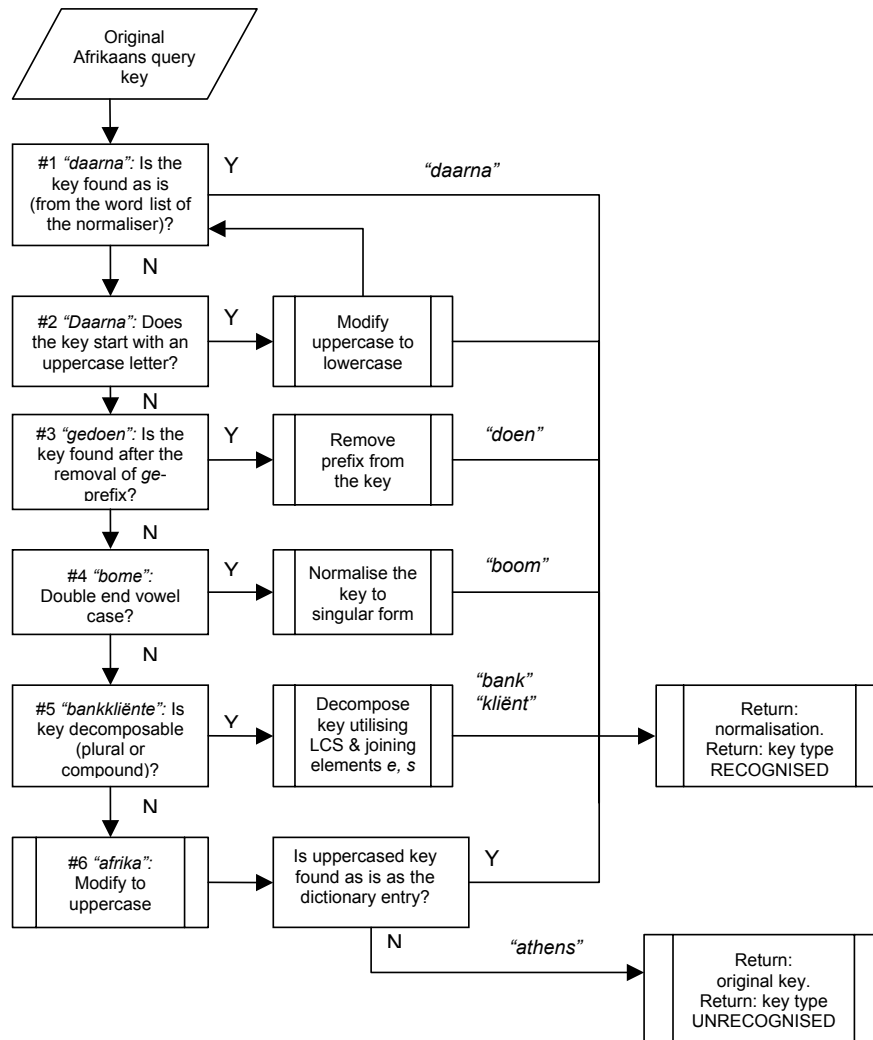 Original
Afrikaans query
key
#1 “daarna”: Is the
key found as is
(from the word list of
the normaliser)?
Y
“daarna”
N
#2 “Daarna”: Does
the key start with an
uppercase letter?
Y
Modify
uppercase to
lowercase
N
#3 “gedoen”: Is the
key found after the
removal of ge-
prefix?
Y
Remove
prefix from
the key
“doen”
N
#4 “bome”:
Double end vowel
case?
Y
Normalise the
key to
singular form
“boom”
N
#5 “bankkliënte”: Is
key decomposable
(plural or
compound)?
Y
Decompose
key utilising
LCS & joining
elements e, s
“bank”
“kliënt”
Return:
normalisation.
Return: key type
RECOGNISED
N
#6 “afrika”:
Modify to
uppercase
Is uppercased key
found as is as the
dictionary entry?
Y
N
“athens”
Return:
original key.
Return: key type
UNRECOGNISED